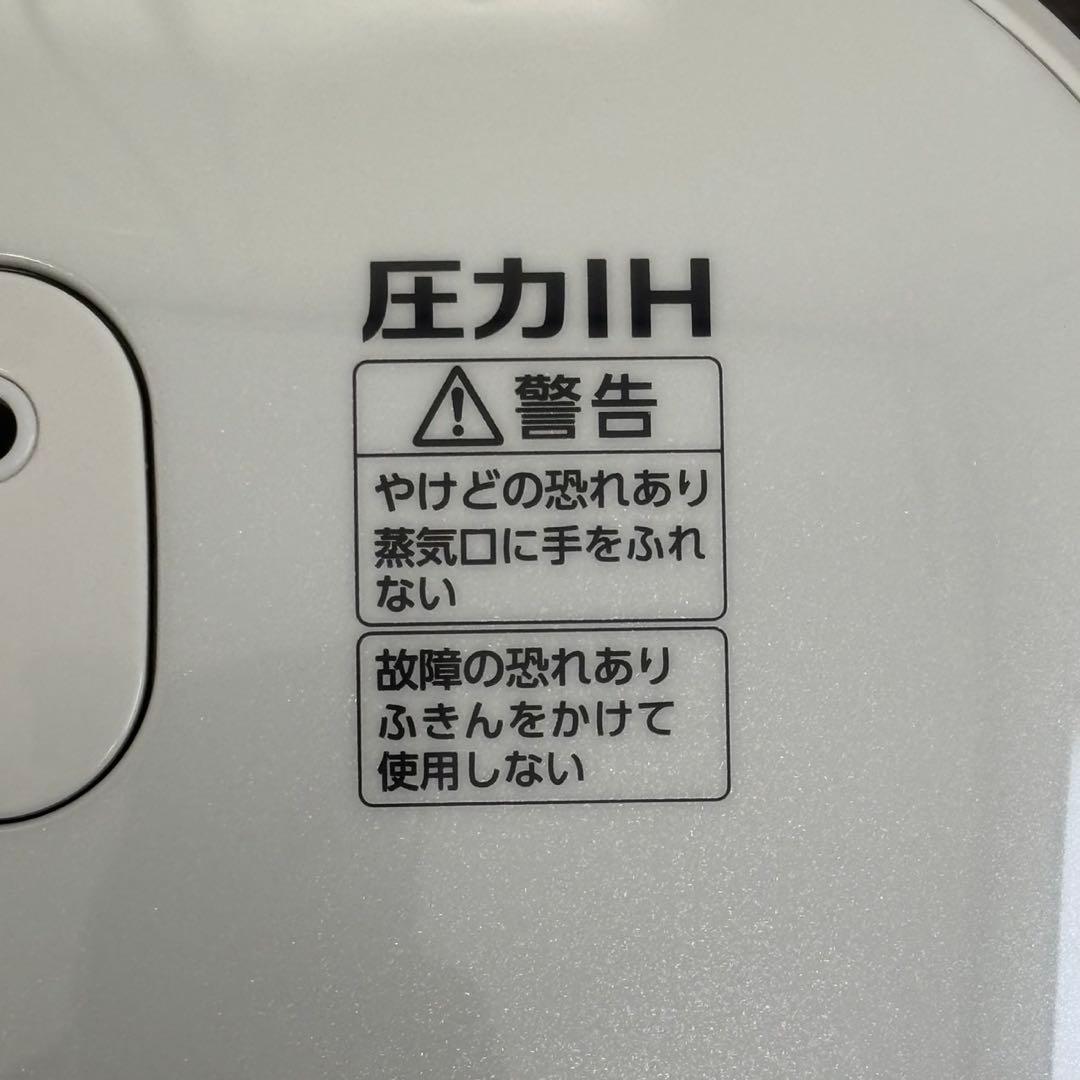 圧力IH
警告
やけどの恐れあり
蒸気口に手をふれ
ない
故障の恐れあり
ふきんをかけて
使用しない